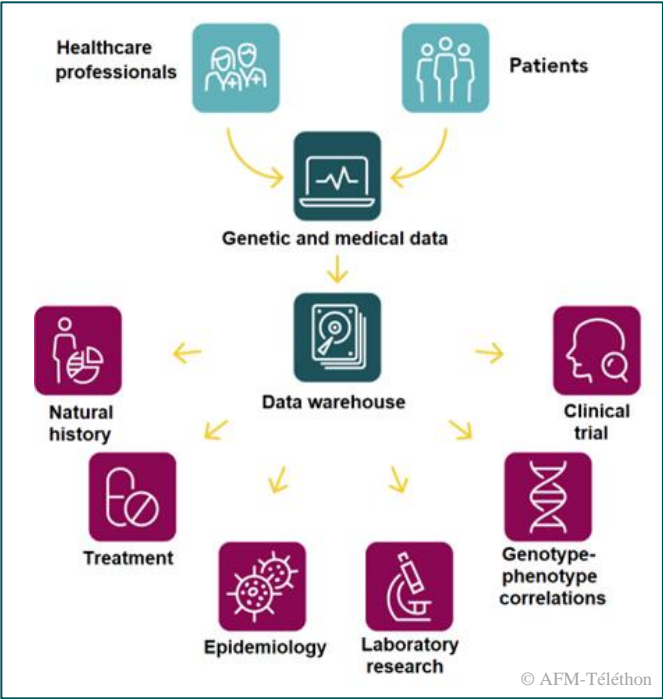 Healthcare
professionals
Patients
Genetic and medical data
Data warehouse
Natural
history
Clinical
trial
Treatment
Genotype-
phenotype
correlations
Epidemiology
Laboratory
research
© AFM-Téléthon